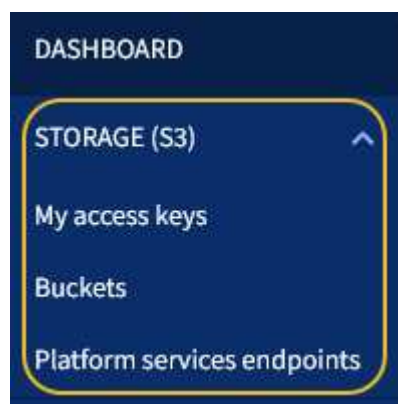 DASHBOARD
STORAGE (S3)
My access keys
Buckets
Platform services endpoints